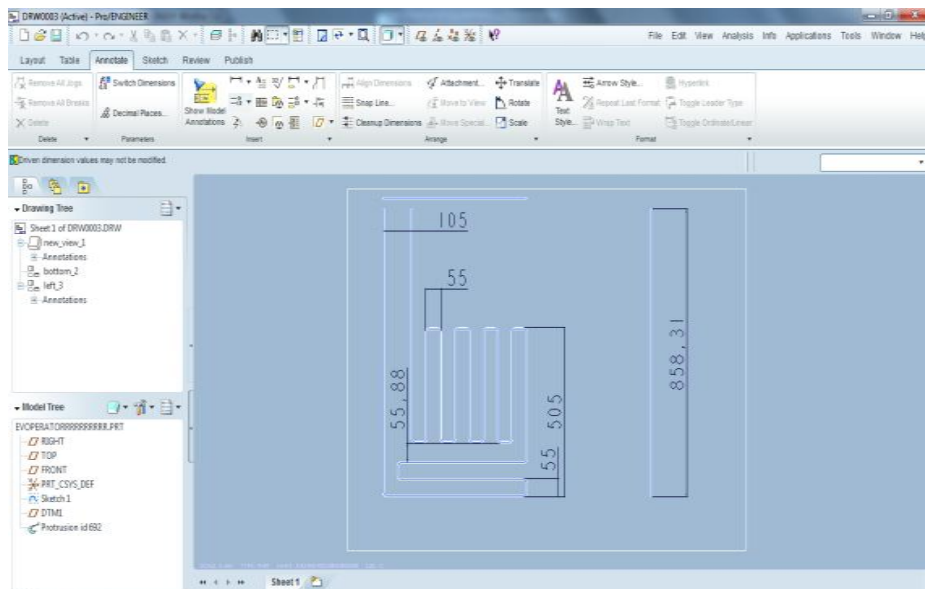 DRW0003 (Active) - Pro/ENGINEER
File Edit View Analysis Info Applications Tools Window Help
Layout Table Annotate Sketch Review Publish
Remove All Jogs
Remove All Breaks
Delete
Delete
Switch Dimensions
Decimal Places...
Parameters
Show Model Annotations
Insert
Align Dimensions
Snap Line...
Cleanup Dimensions
Attachment...
Move to View
Move Special...
Translate
Rotate
Scale
Arrange
Text Style...
Arrow Style...
Repeat Last Format
Wrap Text
Hyperlink
Toggle Leader Type
Toggle Ordinate/Linear
Format
Driven dimension values may not be modified.
Drawing Tree
Sheet 1 of DRW0003.DRW
new_view_1
Annotations
bottom_2
left_3
Annotations
Model Tree
RIGHT
TOP
FRONT
PRT_CSYS_DEF
Sketch 1
DTM1
Protrusion id 692
105
55
55,88
505
55
858,31
Sheet 1